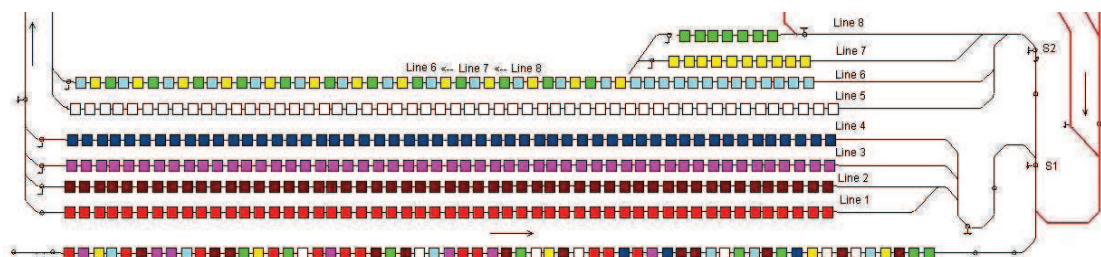 Line 8
S2
Line 7
Line 6 <-- Line 7 <-- Line 8
Line 6
Line 5
Line 4
Line 3
S1
Line 2
Line 1